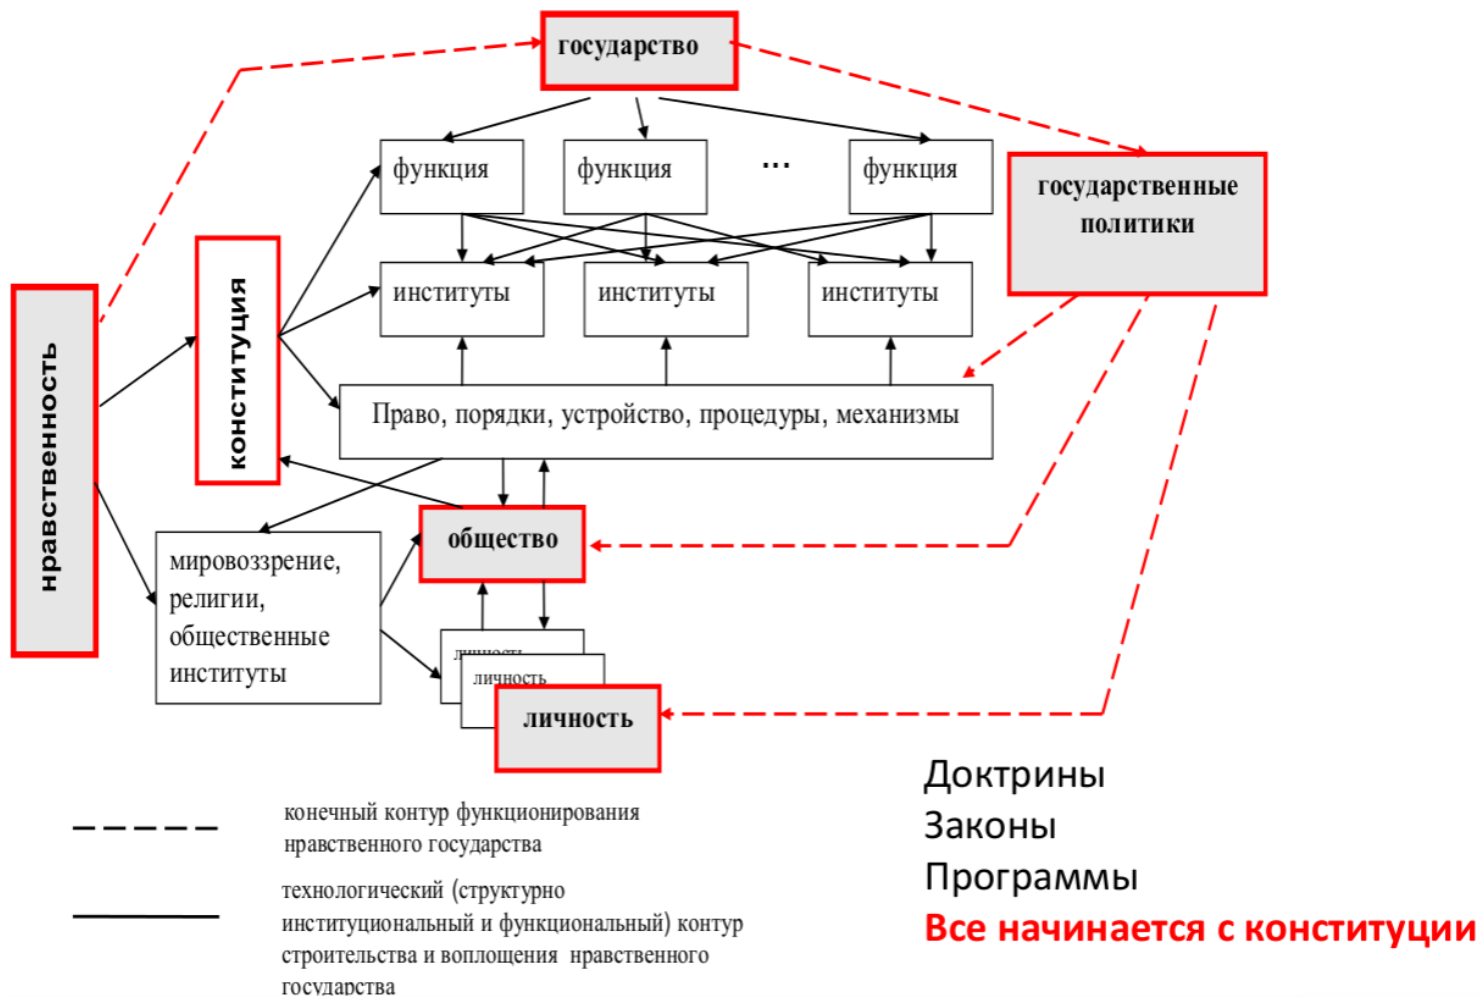 государство
функция
функция
...
функция
государственные
политики
институты
институты
институты
конституция
нравственность
Право, порядки, устройство, процедуры, механизмы
общество
мировоззрение,
религии,
общественные
институты
личность
личность
личность
Доктрины
Законы
Программы
Все начинается с конституции
конечный контур функционирования
нравственного государства
технологический (структурно
институциональный и функциональный) контур
строительства и воплощения нравственного
государства